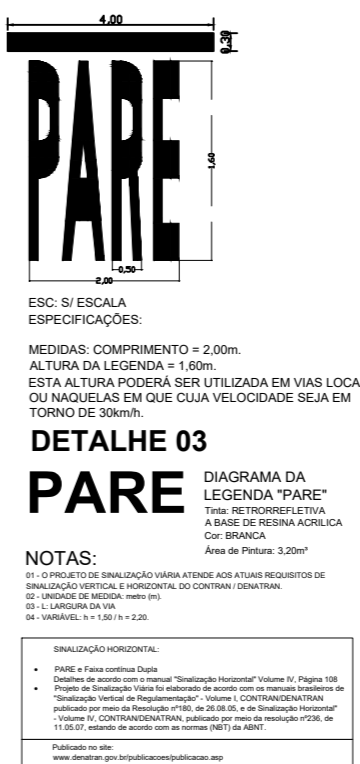 4.00
0.30
PARE
1,60
0,50
2,00
ESC: S/ ESCALA
ESPECIFICAÇÕES:
MEDIDAS: COMPRIMENTO = 2,00m.
ALTURA DA LEGENDA = 1,60m.
ESTA ALTURA PODERÁ SER UTILIZADA EM VIAS LOCA
OU NAQUELAS EM QUE CUJA VELOCIDADE SEJA EM
TORNO DE 30km/h.
DETALHE 03
PARE
DIAGRAMA DA
LEGENDA "PARE"
Tinta: RETRORREFLETIVA
A BASE DE RESINA ACRILICA
Cor: BRANCA
Área de Pintura: 3,20m²
NOTAS:
01 - O PROJETO DE SINALIZAÇÃO VIÁRIA ATENDE AOS ATUAIS REQUISITOS DE
SINALIZAÇÃO VERTICAL E HORIZONTAL DO CONTRAN / DENATRAN.
02 - UNIDADE DE MEDIDA: metro (m).
03 - L: LARGURA DA VIA
04 - VARIÁVEL: h = 1,50 / h = 2,20.
SINALIZAÇÃO HORIZONTAL:
• PARE e Faixa contínua Dupla
Detalhes de acordo com o manual "Sinalização Horizontal" Volume IV, Página 108
• Projeto de Sinalização Viária foi elaborado de acordo com os manuais brasileiros de
"Sinalização Vertical de Regulamentação" - Volume I, CONTRAN/DENATRAN
publicado por meio da Resolução nº180, de 26.08.05, e de Sinalização Horizontal"
- Volume IV, CONTRAN/DENATRAN, publicado por meio da resolução nº236, de
11.05.07, estando de acordo com as normas (NBT) da ABNT.
Publicado no site:
www.denatran.gov.br/publicacoes/publicacao.asp